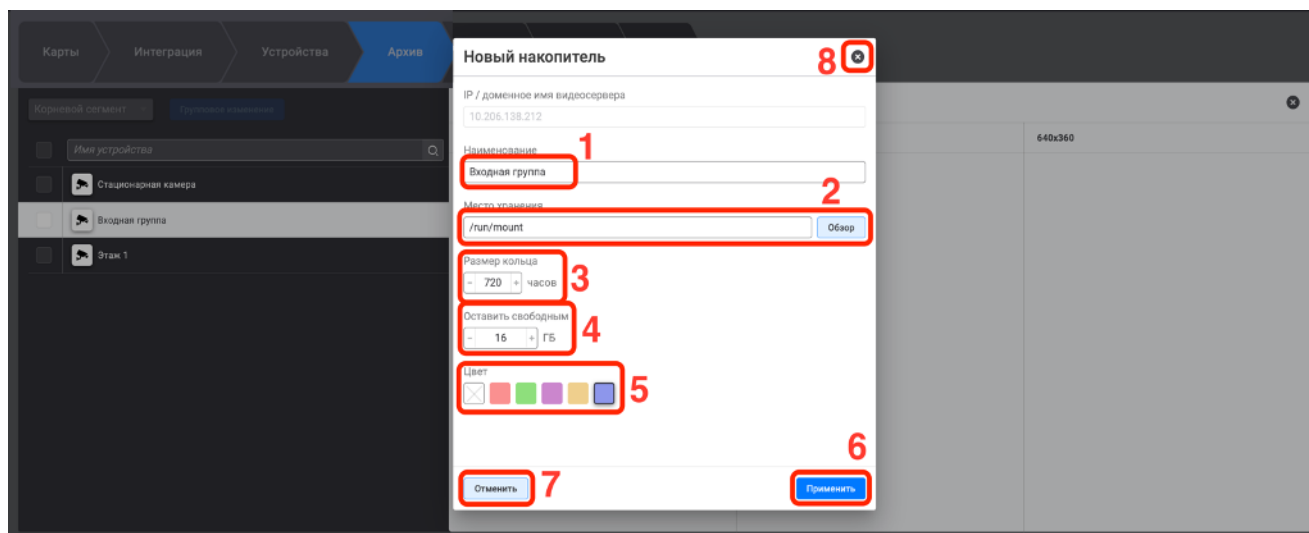 Карты
Интеграция
Устройства
Архив
Корневой сегмент
Групповое изменение
Имя устройства
Стационарная камера
Входная группа
Этаж 1
640x360
Новый накопитель
8
IP / доменное имя видеосервера
10.206.138.212
Наименование
1
Входная группа
Место хранения
2
/run/mount
Обзор
Размер кольца
- 720 + часов
3
Оставить свободным
- 16 + ГБ
4
Цвет
5
6
Отменить
7
Применить